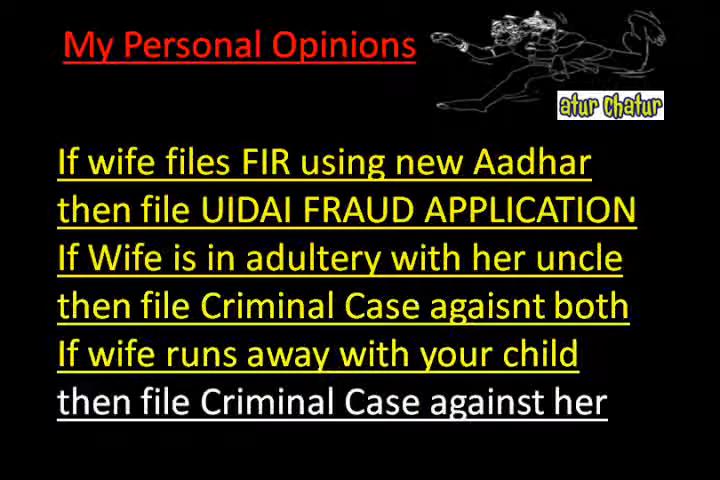 My Personal Opinions
atur chatur
If wife files FIR using new Aadhar
then file UIDAI FRAUD APPLICATION
If Wife is in adultery with her uncle
then file Criminal Case agaisnt both
If wife runs away with your child
then file Criminal Case against her